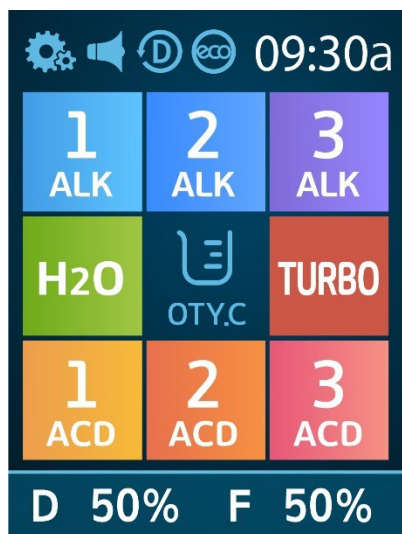 D eco 09:30a
1 2 3
ALK ALK ALK
H2O TURBO
OTY.C
1 2 3
ACD ACD ACD
D 50% F 50%